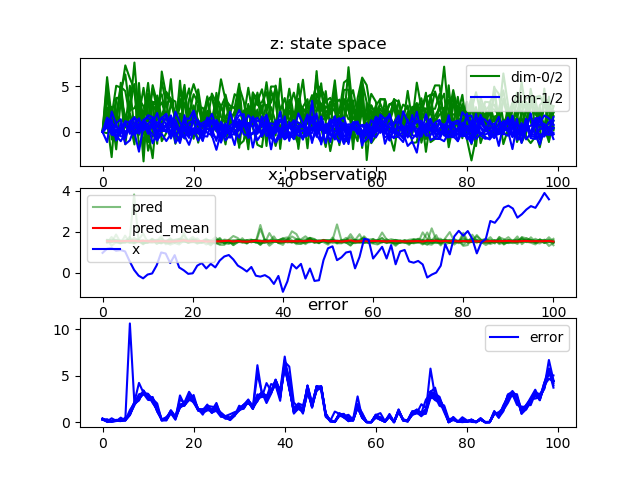 z: state space
5
0
dim-0/2
dim-1/2
0 20 40 60 80 100
x: observation
4
2
0
pred
pred_mean
x
0 20 40 60 80 100
error
10
5
0
error
0 20 40 60 80 100